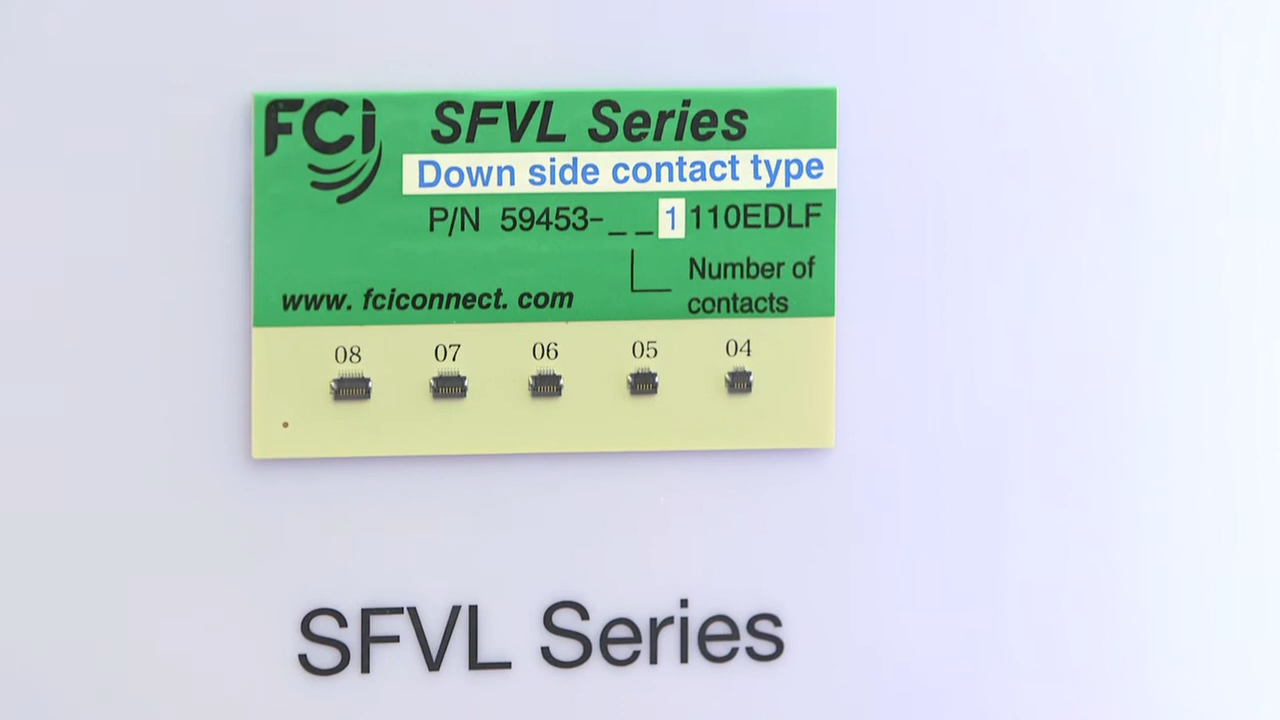 FCi SFVL Series
Down side contact type
P/N 59453-__1110EDLF
Number of
contacts
www. fciconnect. com
08 07 06 05 04
SFVL Series